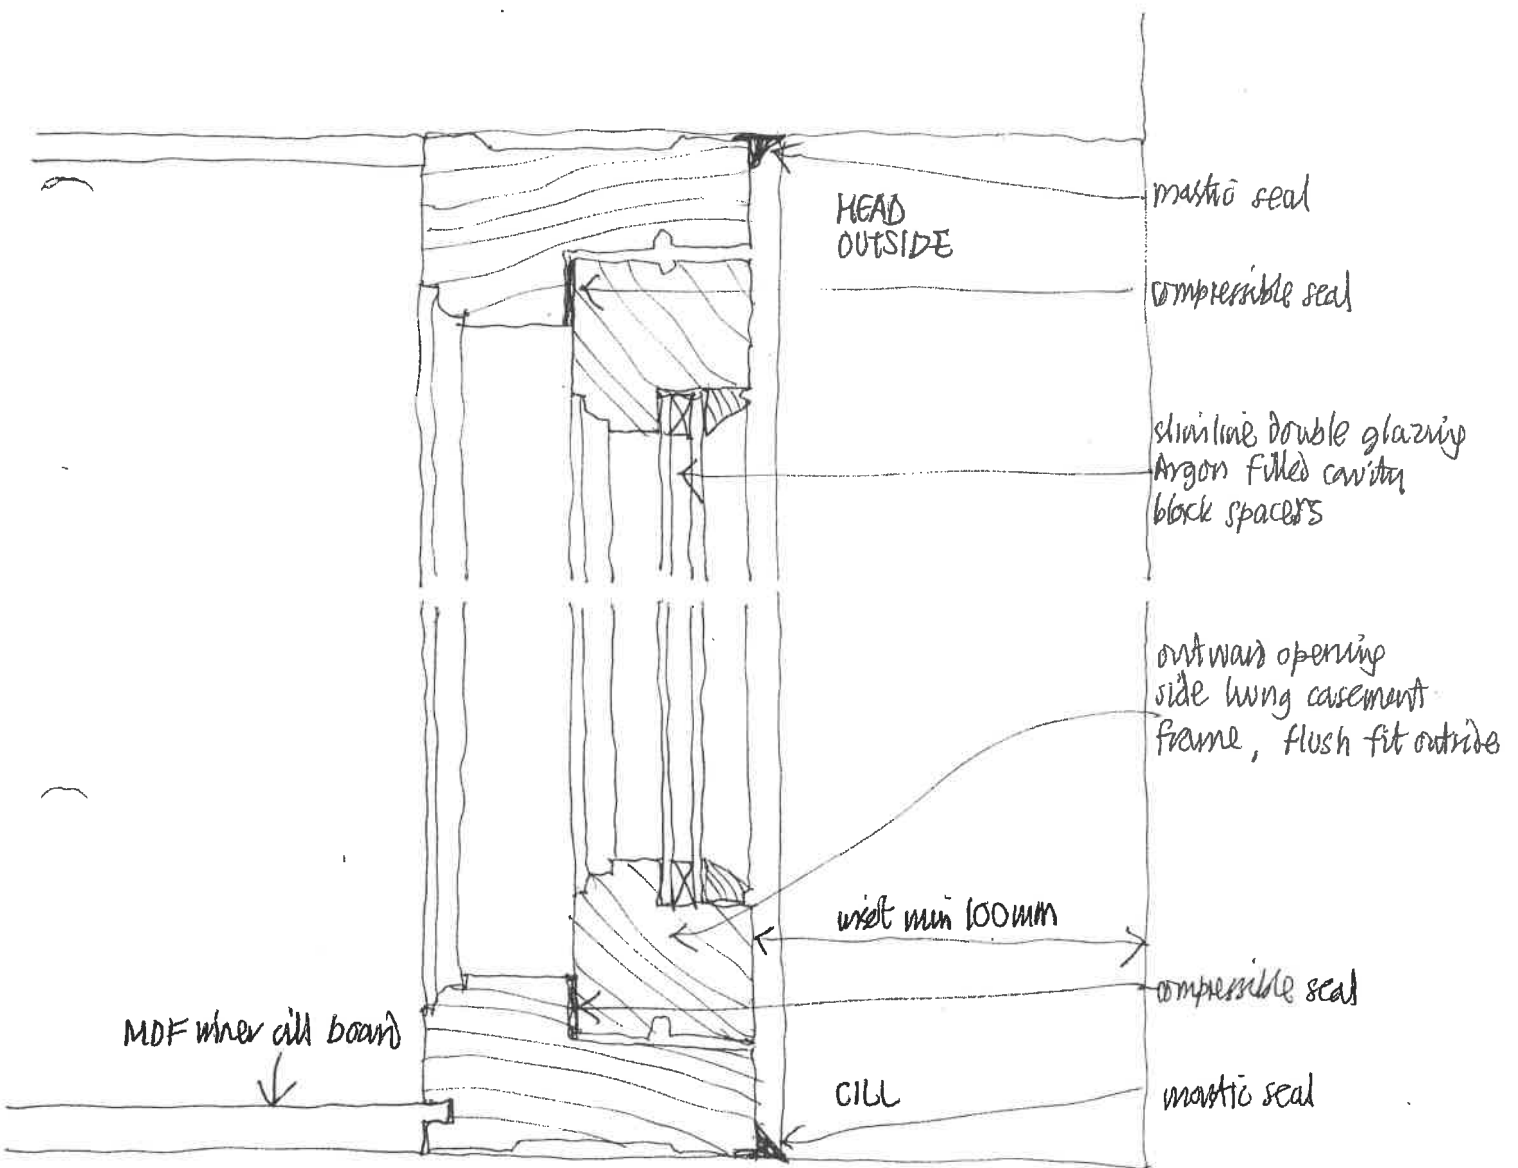 HEAD
OUTSIDE
mastic seal
compressible seal
slimline double glazing
Argon filled cavity
block spacers
outward opening
side hung casement
frame, flush fit outside
inset min 100mm
compressible seal
MDF inner cill board
CILL
mastic seal